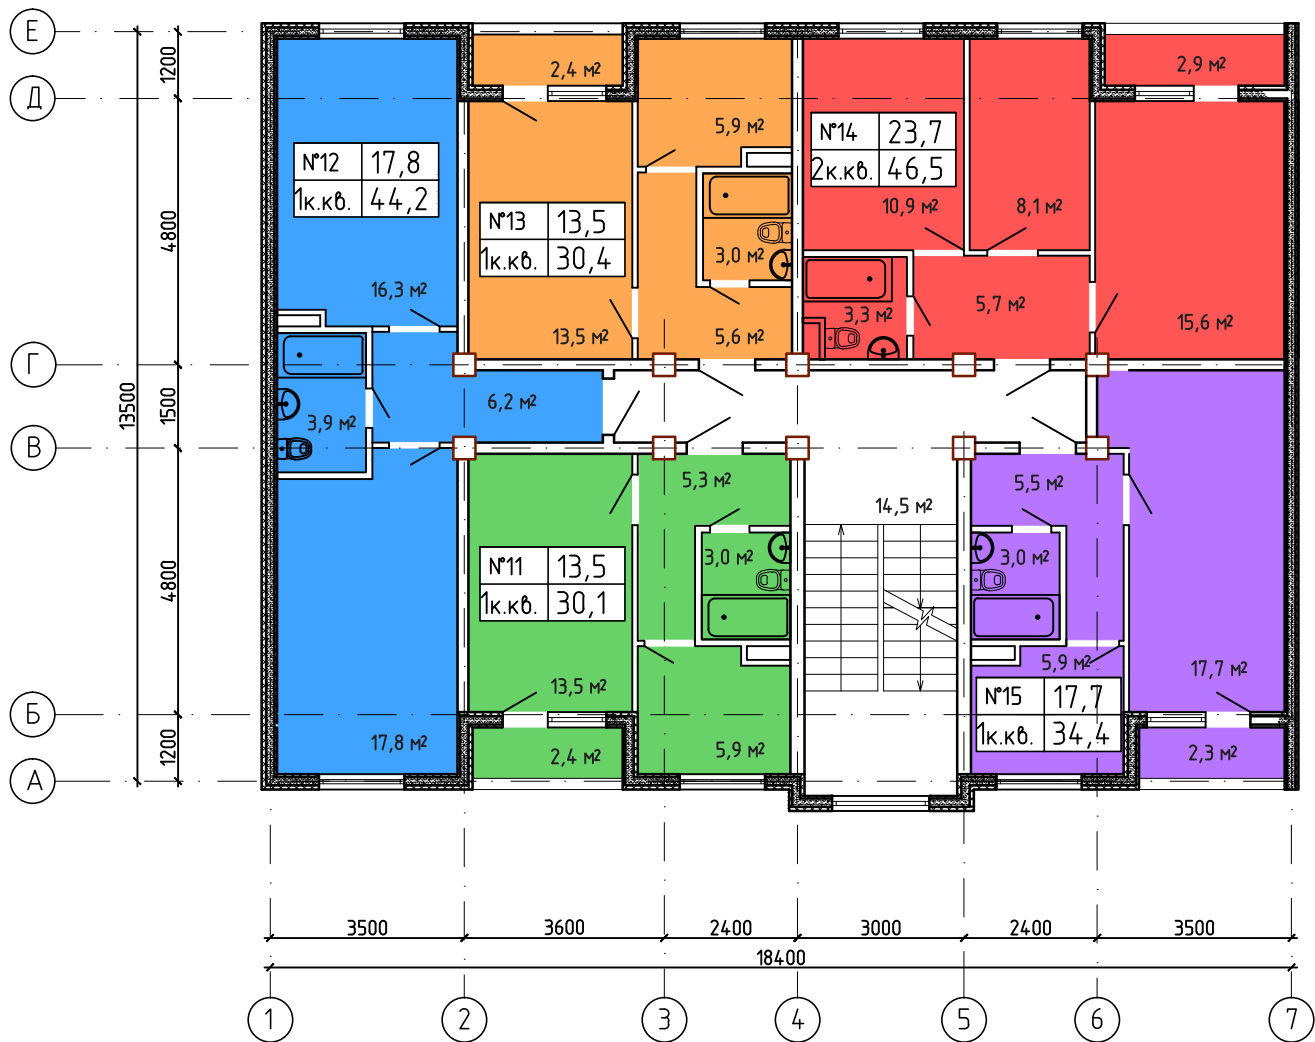 Е
Д
Г
В
Б
А
1200
4800
1500
4800
1200
13500
2,4 м²
2,9 м²
5,9 м²
№12 17,8
1к.кв. 44,2
№14 23,7
2к.кв. 46,5
№13 13,5
1к.кв. 30,4
10,9 м²
8,1 м²
3,0 м²
16,3 м²
3,3 м²
5,7 м²
13,5 м²
5,6 м²
15,6 м²
6,2 м²
3,9 м²
5,3 м²
14,5 м²
5,5 м²
№11 13,5
1к.кв. 30,1
3,0 м²
3,0 м²
5,9 м²
17,7 м²
№15 17,7
1к.кв. 34,4
13,5 м²
17,8 м²
2,4 м²
5,9 м²
2,3 м²
3500
3600
2400
3000
2400
3500
18400
1
2
3
4
5
6
7